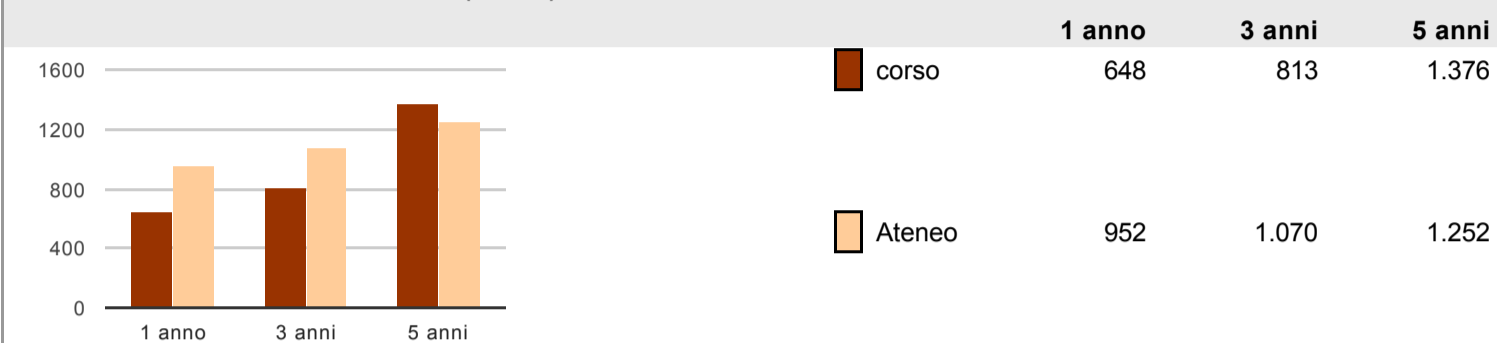 1 anno 3 anni 5 anni
1600
corso 648 813 1.376
1200
800
Ateneo 952 1.070 1.252
400
0
1 anno 3 anni 5 anni